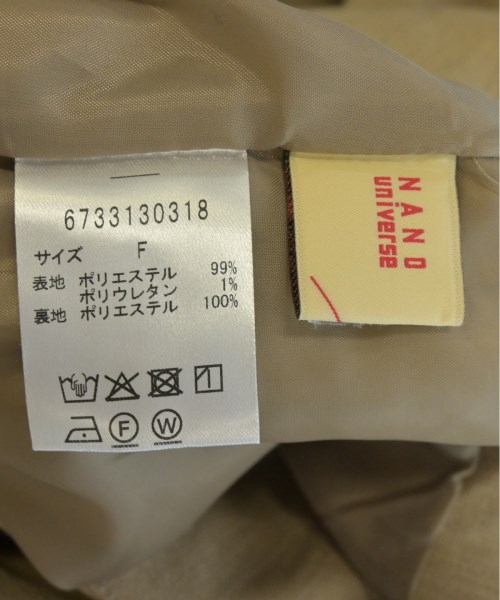 6733130318
サイズ F
表地 ポリエステル 99%
ポリウレタン 1%
裏地 ポリエステル 100%
F W
NANO
universe